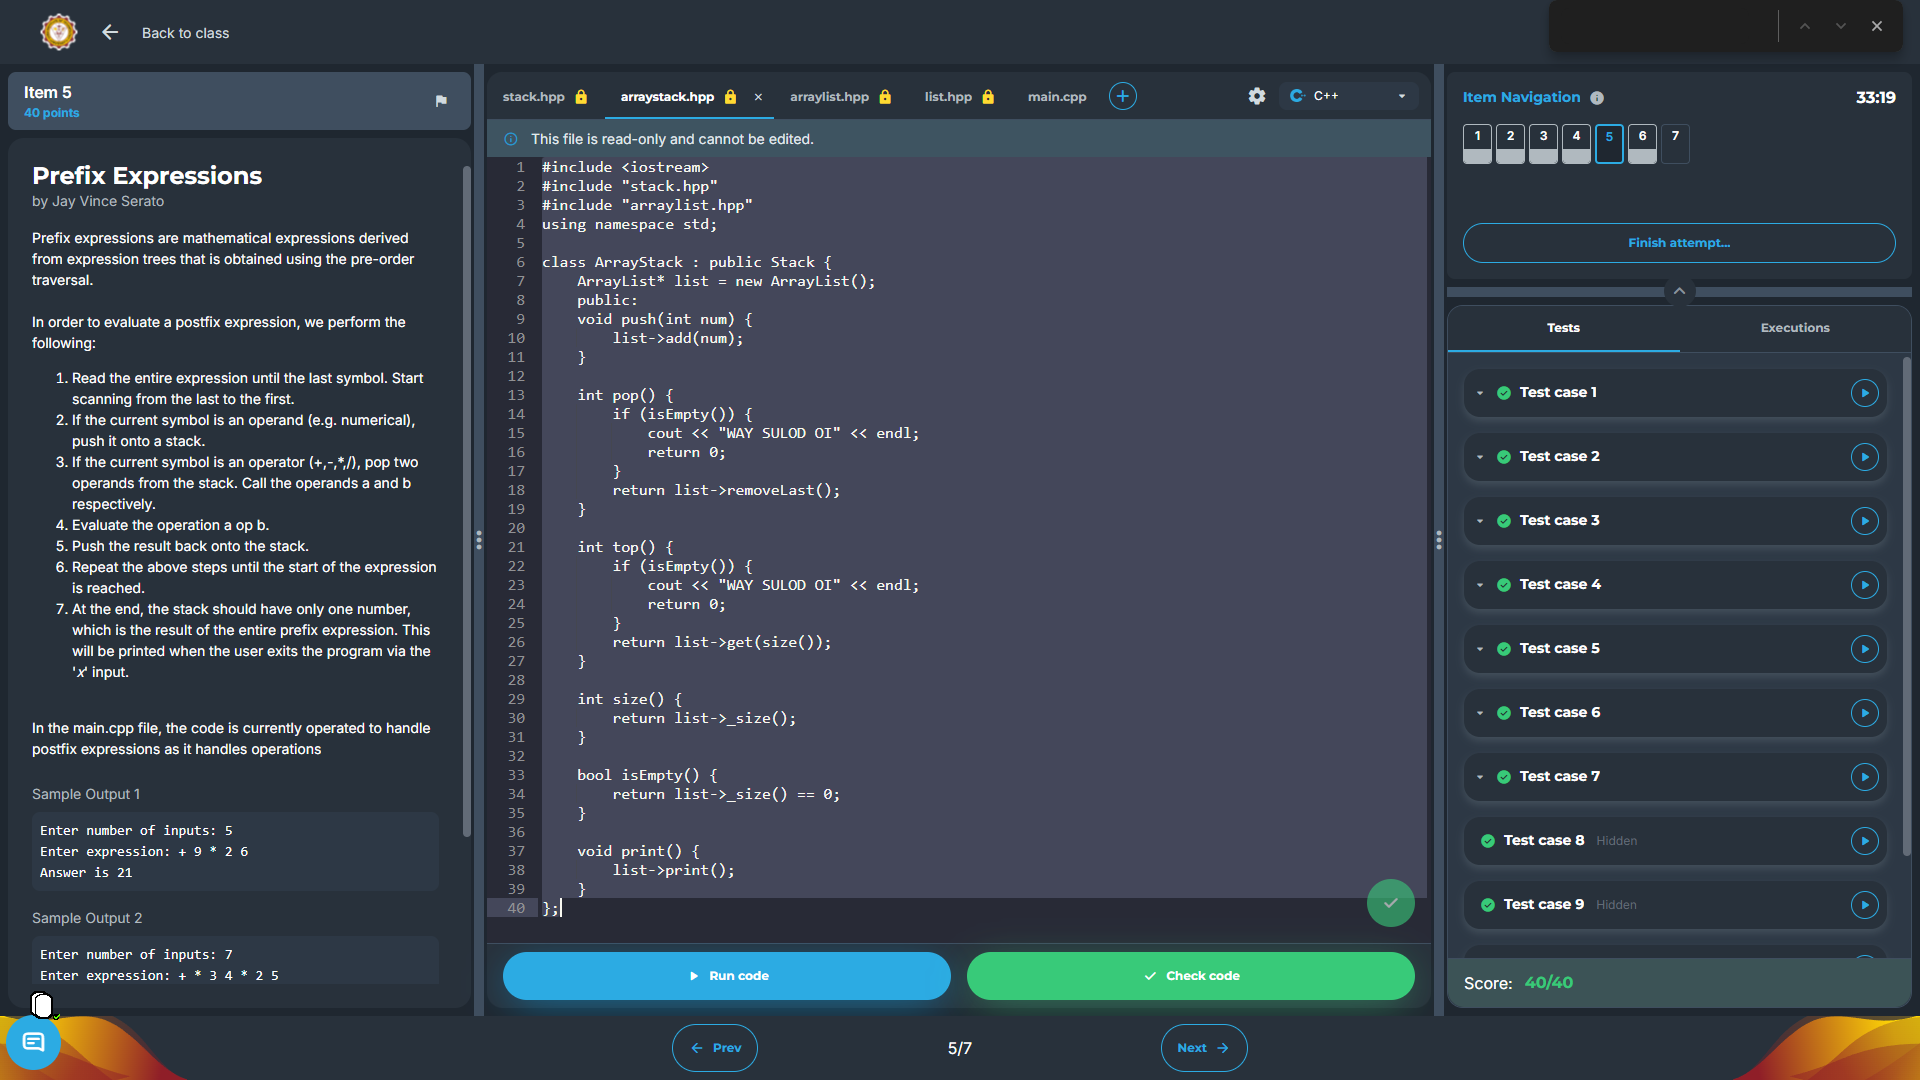 Back to class
Item 5
40 points
Prefix Expressions
by Jay Vince Serato
Prefix expressions are mathematical expressions derived
from expression trees that is obtained using the pre-order
traversal.
In order to evaluate a postfix expression, we perform the
following:
1. Read the entire expression until the last symbol. Start
scanning from the last to the first.
2. If the current symbol is an operand (e.g. numerical),
push it onto a stack.
3. If the current symbol is an operator (+,-,*,/), pop two
operands from the stack. Call the operands a and b
respectively.
4. Evaluate the operation a op b.
5. Push the result back onto the stack.
6. Repeat the above steps until the start of the expression
is reached.
7. At the end, the stack should have only one number,
which is the result of the entire prefix expression. This
will be printed when the user exits the program via the
'x' input.
In the main.cpp file, the code is currently operated to handle
postfix expressions as it handles operations
Sample Output 1
Enter number of inputs: 5
Enter expression: + 9 * 2 6
Answer is 21
Sample Output 2
Enter number of inputs: 7
Enter expression: + * 3 4 * 2 5
stack.hpp
arraystack.hpp
arraylist.hpp
list.hpp
main.cpp
C++
This file is read-only and cannot be edited.
1 #include <iostream>
2 #include "stack.hpp"
3 #include "arraylist.hpp"
4 using namespace std;
5
6 class ArrayStack : public Stack {
7     ArrayList* list = new ArrayList();
8     public:
9     void push(int num) {
10         list->add(num);
11     }
12
13     int pop() {
14         if (isEmpty()) {
15             cout << "WAY SULOD OI" << endl;
16             return 0;
17         }
18         return list->removeLast();
19     }
20
21     int top() {
22         if (isEmpty()) {
23             cout << "WAY SULOD OI" << endl;
24             return 0;
25         }
26         return list->get(size());
27     }
28
29     int size() {
30         return list->_size();
31     }
32
33     bool isEmpty() {
34         return list->_size() == 0;
35     }
36
37     void print() {
38         list->print();
39     }
40 };
Run code
Check code
Prev
5/7
Next
Item Navigation
33:19
1 2 3 4 5 6 7
Finish attempt...
Tests
Executions
Test case 1
Test case 2
Test case 3
Test case 4
Test case 5
Test case 6
Test case 7
Test case 8 Hidden
Test case 9 Hidden
Score: 40/40